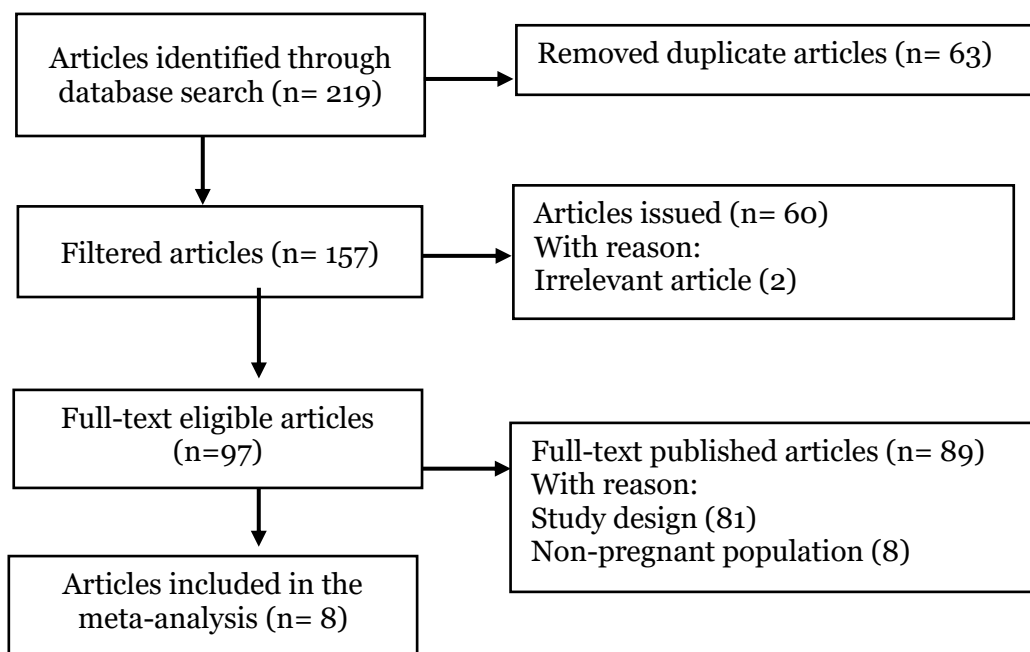 Articles identified through
database search (n= 219)
Removed duplicate articles (n= 63)
Filtered articles (n= 157)
Articles issued (n= 60)
With reason:
Irrelevant article (2)
Full-text eligible articles
(n=97)
Full-text published articles (n= 89)
With reason:
Study design (81)
Non-pregnant population (8)
Articles included in the
meta-analysis (n= 8)